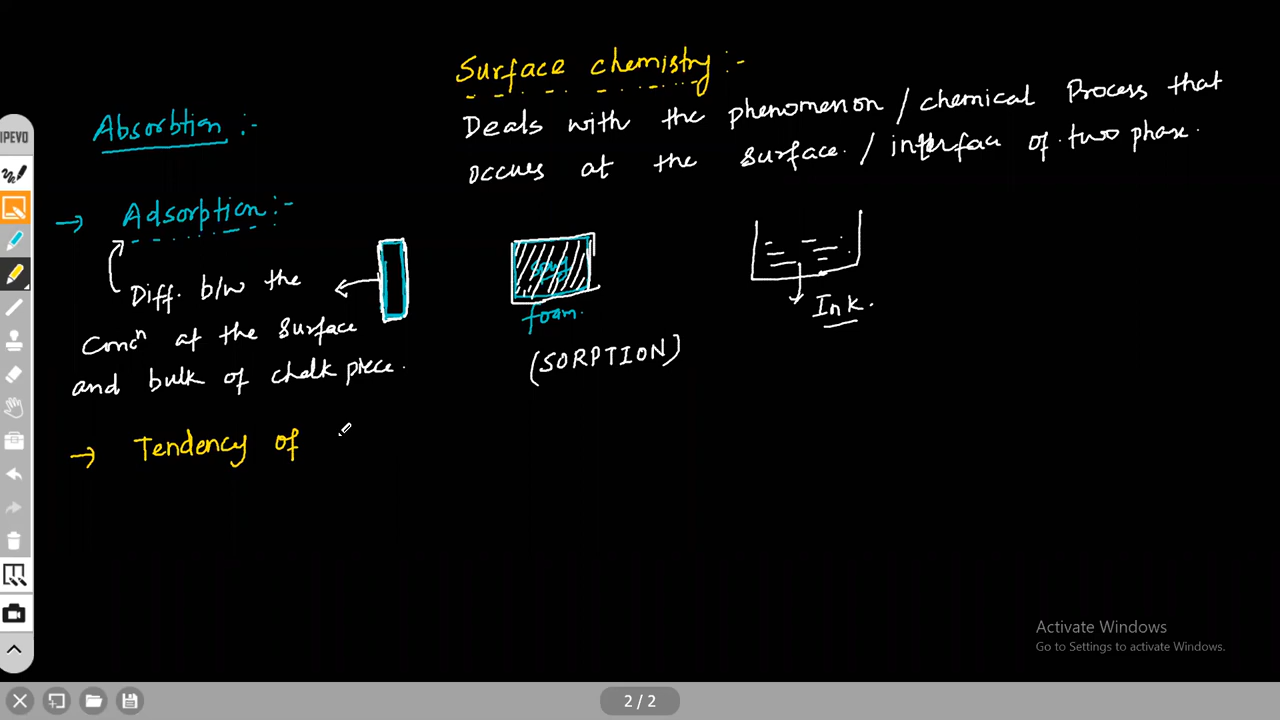 Surface chemistry :-
Deals with the phenomenon / chemical Process that
occues at the surface. / interface of two phase.
Absorbtion :-
→ Adsorption :-
Diff. b/w the
Concn at the surface
and bulk of chalk piece.
foam.
(SORPTION)
Ink.
→ Tendency of
IPEVO
Activate Windows
Go to Settings to activate Windows.
2 / 2